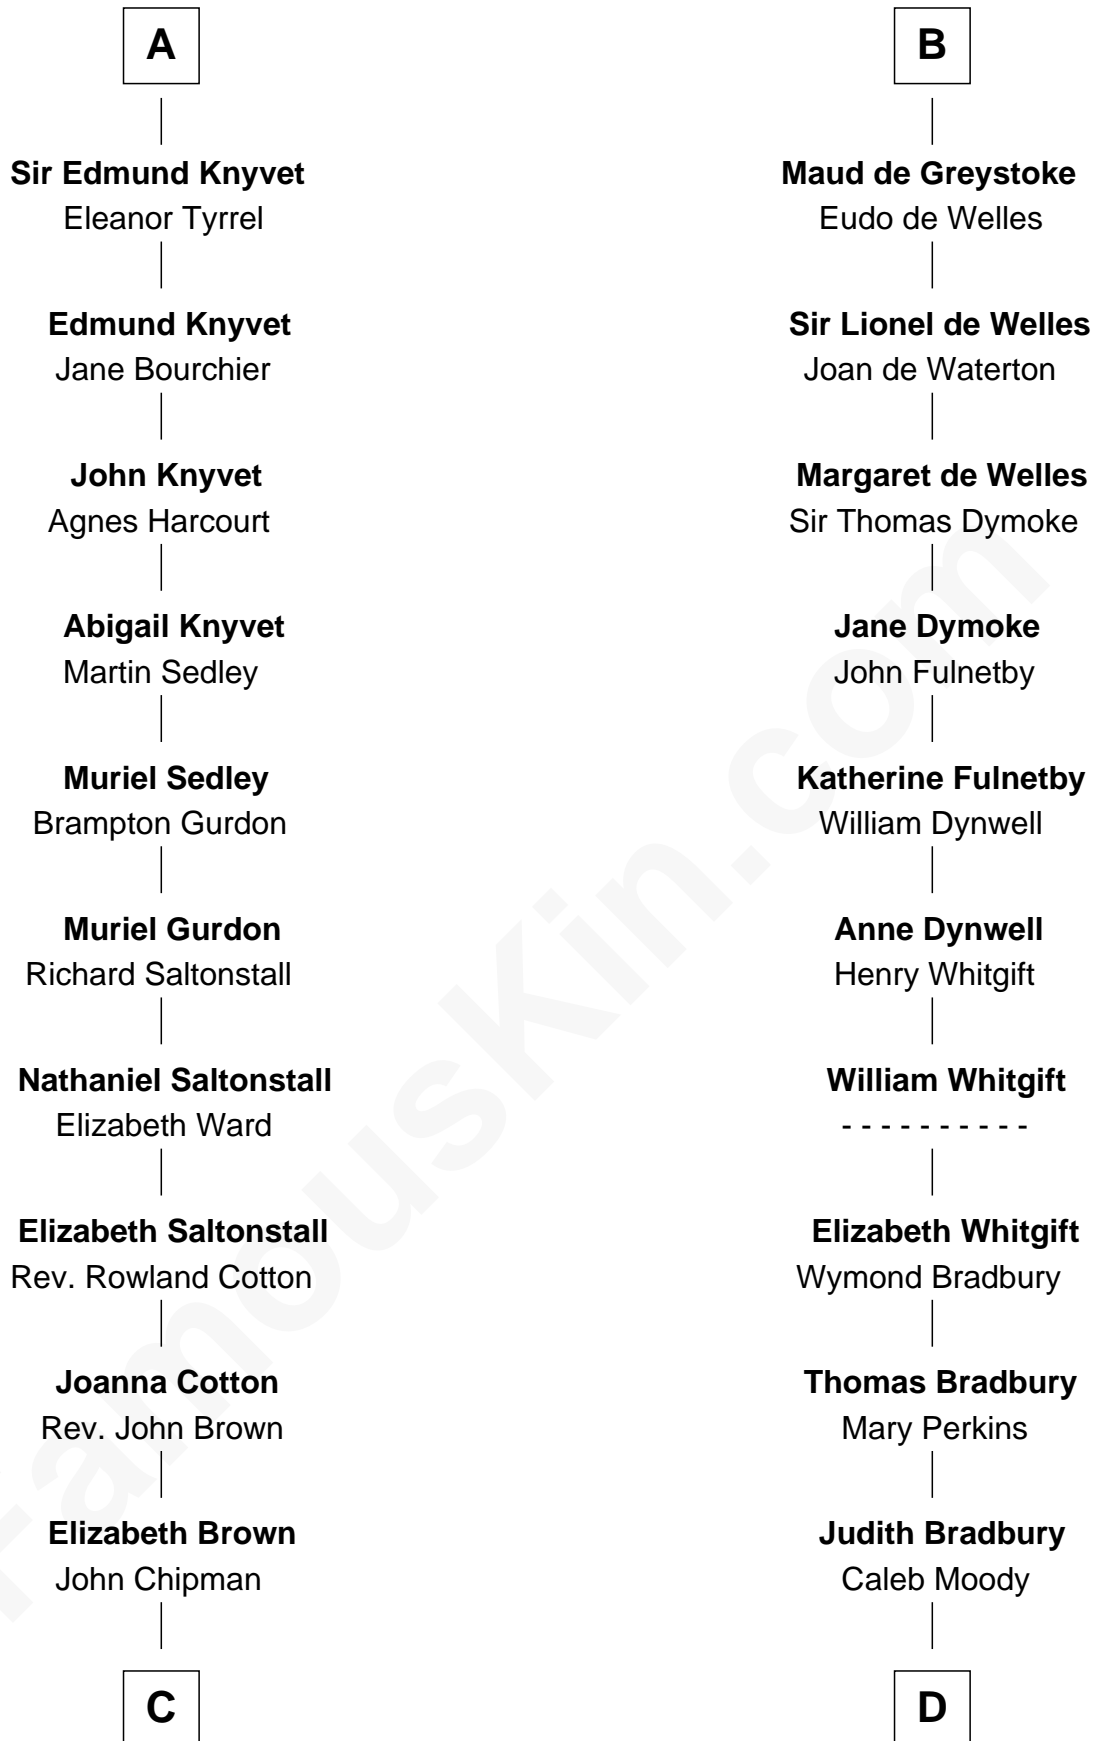 A
Sir Edmund Knyvet
Eleanor Tyrrel
Edmund Knyvet
Jane Bourchier
John Knyvet
Agnes Harcourt
Abigail Knyvet
Martin Sedley
Muriel Sedley
Brampton Gurdon
Muriel Gurdon
Richard Saltonstall
Nathaniel Saltonstall
Elizabeth Ward
Elizabeth Saltonstall
Rev. Rowland Cotton
Joanna Cotton
Rev. John Brown
Elizabeth Brown
John Chipman
C
B
Maud de Greystoke
Eudo de Welles
Sir Lionel de Welles
Joan de Waterton
Margaret de Welles
Sir Thomas Dymoke
Jane Dymoke
John Fulnetby
Katherine Fulnetby
William Dynwell
Anne Dynwell
Henry Whitgift
William Whitgift
- - - - - - - - - -
Elizabeth Whitgift
Wymond Bradbury
Thomas Bradbury
Mary Perkins
Judith Bradbury
Caleb Moody
D
FamousKin.com